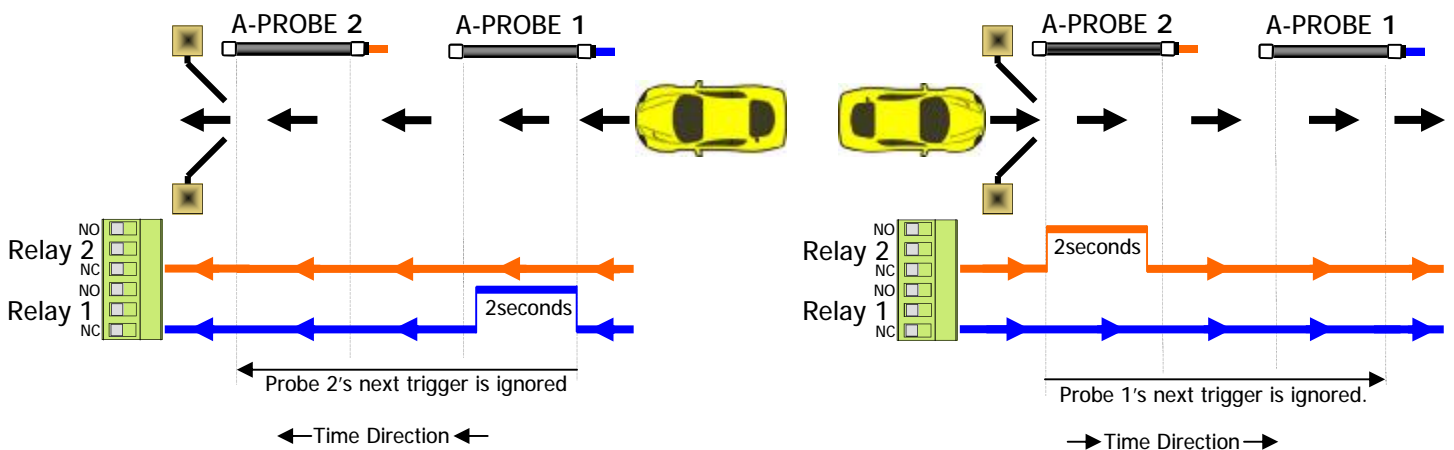 A-PROBE 2
A-PROBE 1
NO
Relay 2
NC
NO
Relay 1
NC
2seconds
Probe 2's next trigger is ignored
Time Direction
A-PROBE 2
A-PROBE 1
NO
Relay 2
NC
NO
Relay 1
NC
2seconds
Probe 1's next trigger is ignored.
Time Direction